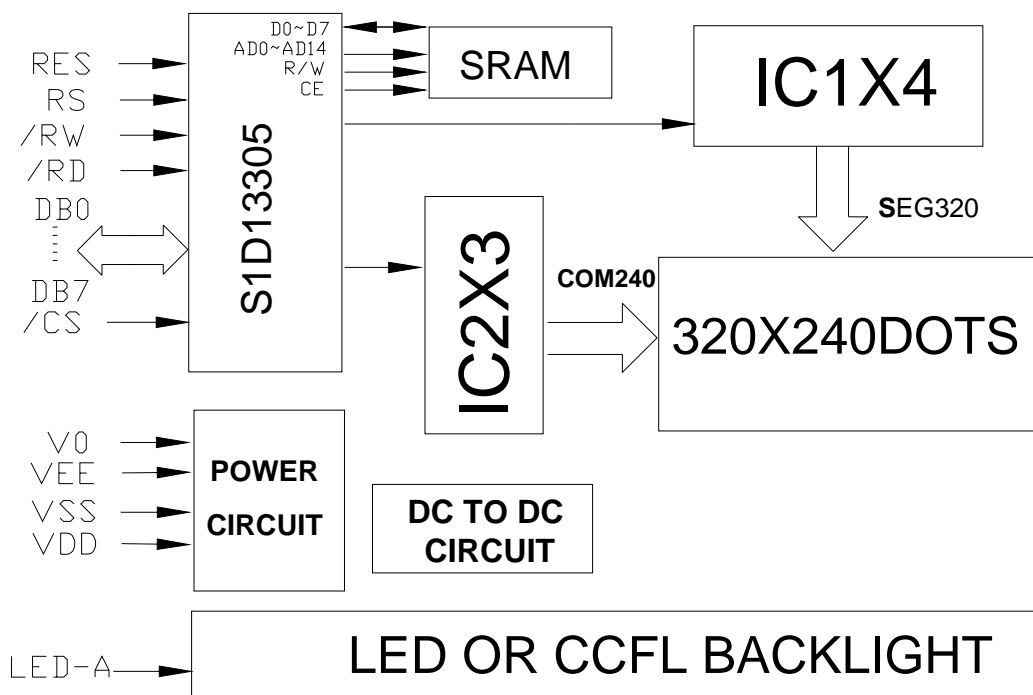 RES
RS
/RW
/RD
DB0
DB7
/CS
S1D13305
D0~D7
AD0~AD14
R/W
CE
SRAM
IC1X4
SEG320
IC2X3
COM240
320X240DOTS
V0
VEE
VSS
VDD
POWER
CIRCUIT
DC TO DC
CIRCUIT
LED-A
LED OR CCFL BACKLIGHT